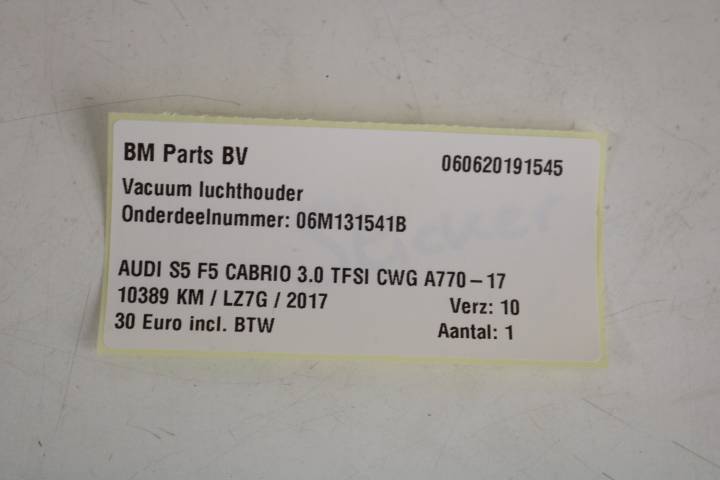 BM Parts BV 060620191545
Vacuum luchthouder
Onderdeelnummer: 06M131541B
AUDI S5 F5 CABRIO 3.0 TFSI CWG A770-17
10389 KM / LZ7G / 2017 Verz: 10
30 Euro incl. BTW Aantal: 1